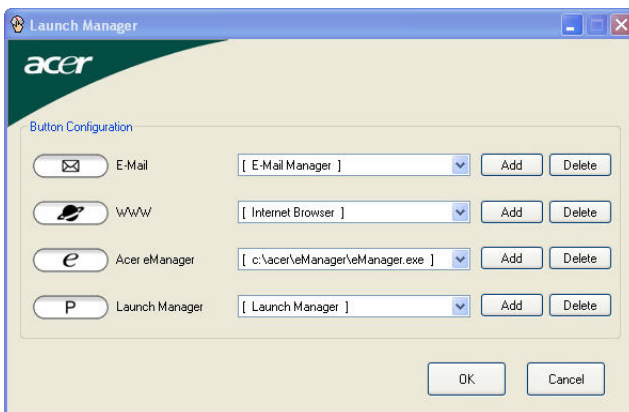 Launch Manager
acer
Button Configuration
E-Mail [ E-Mail Manager ] Add Delete
WWW [ Internet Browser ] Add Delete
e Acer eManager [ c:\acer\eManager\eManager.exe ] Add Delete
P Launch Manager [ Launch Manager ] Add Delete
OK Cancel